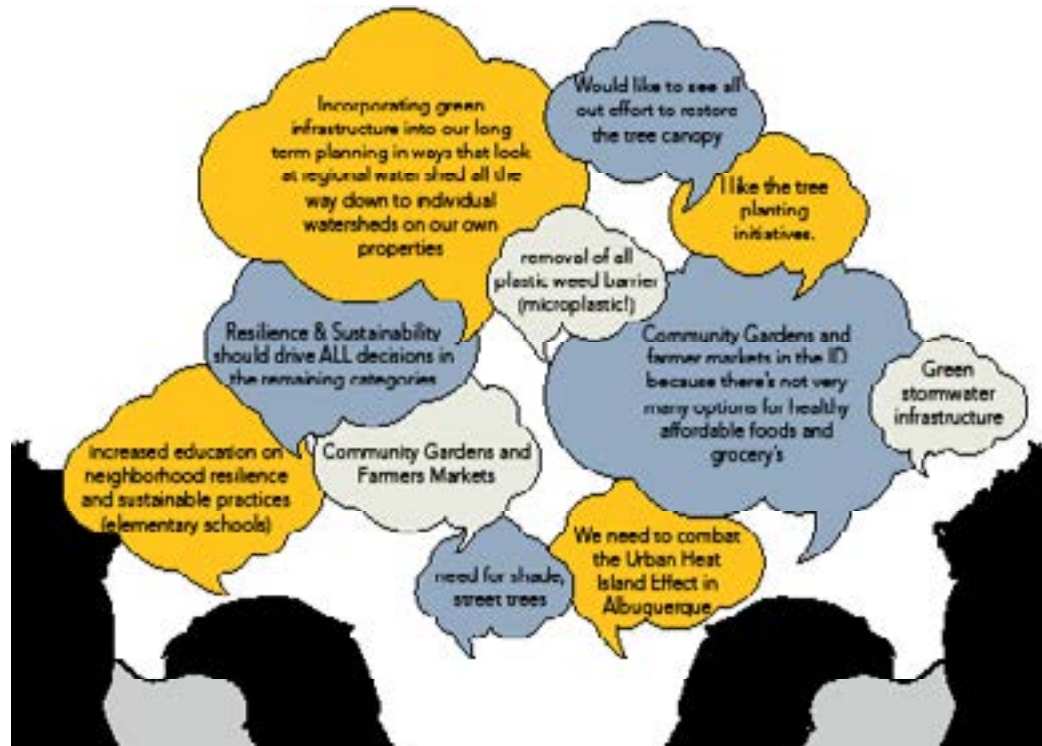 Incorporating green
infrastructure into our long
term planning in ways that look
at regional water shed all the
way down to individual
watersheds on our own
properties
Would like to see all
out effort to restore
the tree canopy
I like the tree
planting
initiatives.
removal of all
plastic weed barrier
(microplastic!)
Resilience & Sustainability
should drive ALL decisions in
the remaining categories
Community Gardens and
farmer markets in the ID
because there's not very
many options for healthy
affordable foods and
grocery's
Green
stormwater
infrastructure
increased education on
neighborhood resilience
and sustainable practices
(elementary schools)
Community Gardens and
Farmers Markets
need for shade,
street trees
We need to combat
the Urban Heat
Island Effect in
Albuquerque